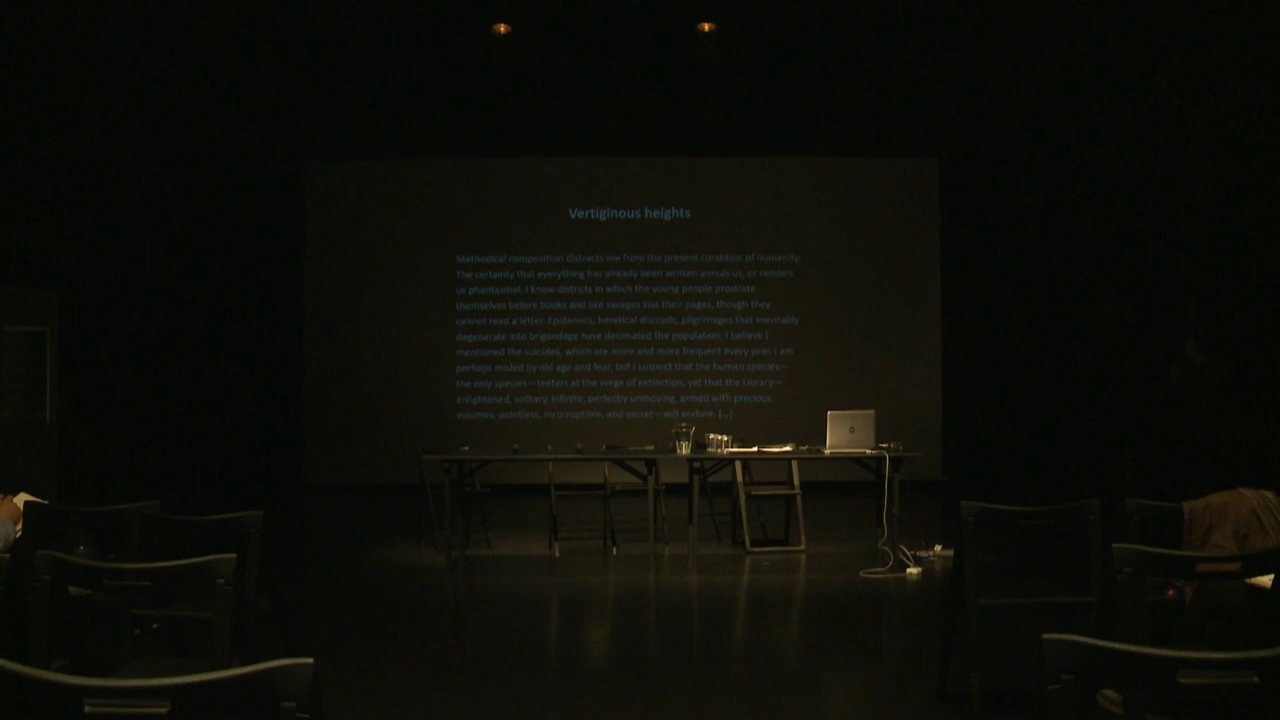 Vertiginous heights
Methodical composition distracts me from the present condition of humanity.
The certainty that everything has already been written annuls us, or renders
us phantasmal. I know districts in which the young people prostrate
themselves before books and like savages kiss their pages, though they
cannot read a letter. Epidemics, heretical discords, pilgrimages that inevitably
degenerate into brigandage have decimated the population. I believe I
mentioned the suicides, which are more and more frequent every year. I am
perhaps misled by old age and fear, but I suspect that the human species—
the only species—teeters at the verge of extinction, yet that the Library—
enlightened, solitary, infinite, perfectly unmoving, armed with precious
volumes, pointless, incorruptible, and secret—will endure. [...]